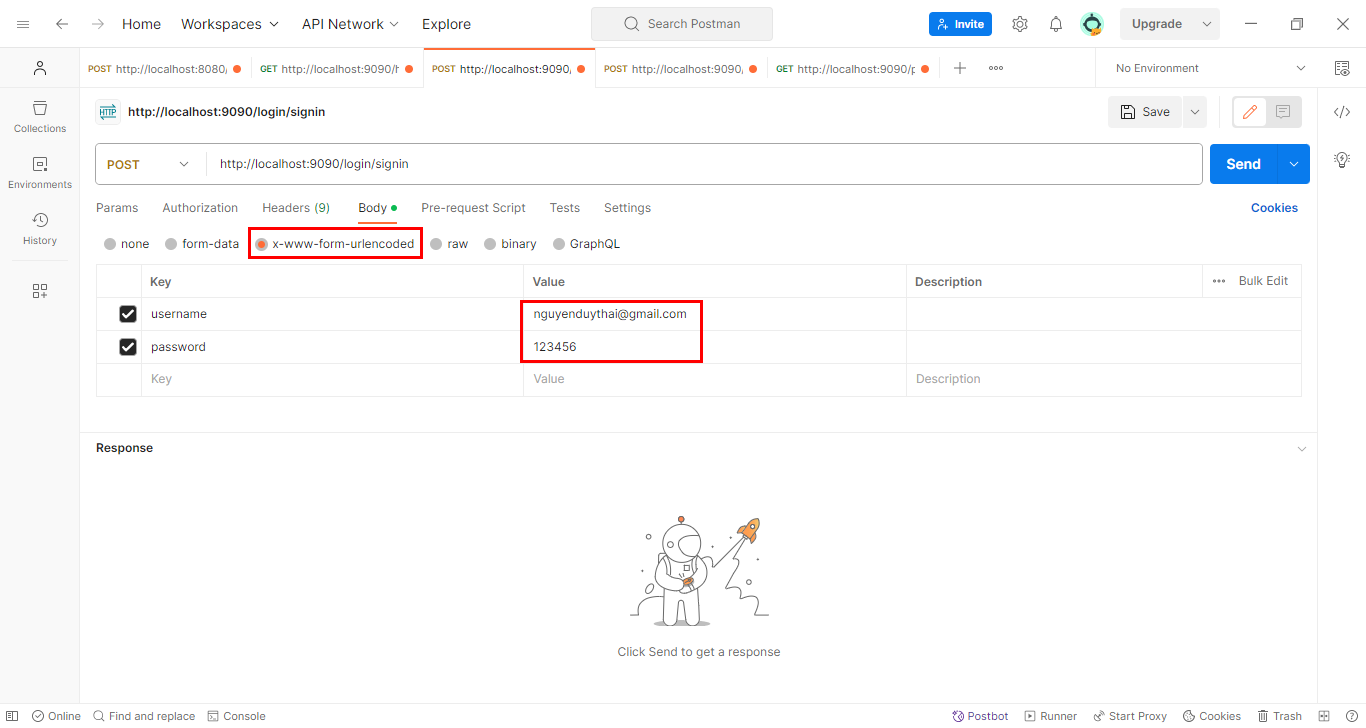 Home Workspaces API Network Explore Search Postman Invite Upgrade
POST http://localhost:8080/ GET http://localhost:9090/h POST http://localhost:9090/ POST http://localhost:9090/ GET http://localhost:9090/p No Environment
HTTP http://localhost:9090/login/signin Save
Collections
POST http://localhost:9090/login/signin Send
Environments
Params Authorization Headers (9) Body Pre-request Script Tests Settings Cookies
History
none form-data x-www-form-urlencoded raw binary GraphQL
Key Value Description Bulk Edit
username nguyenduythai@gmail.com
password 123456
Key Value Description
Response
Click Send to get a response
Online Find and replace Console Postbot Runner Start Proxy Cookies Trash